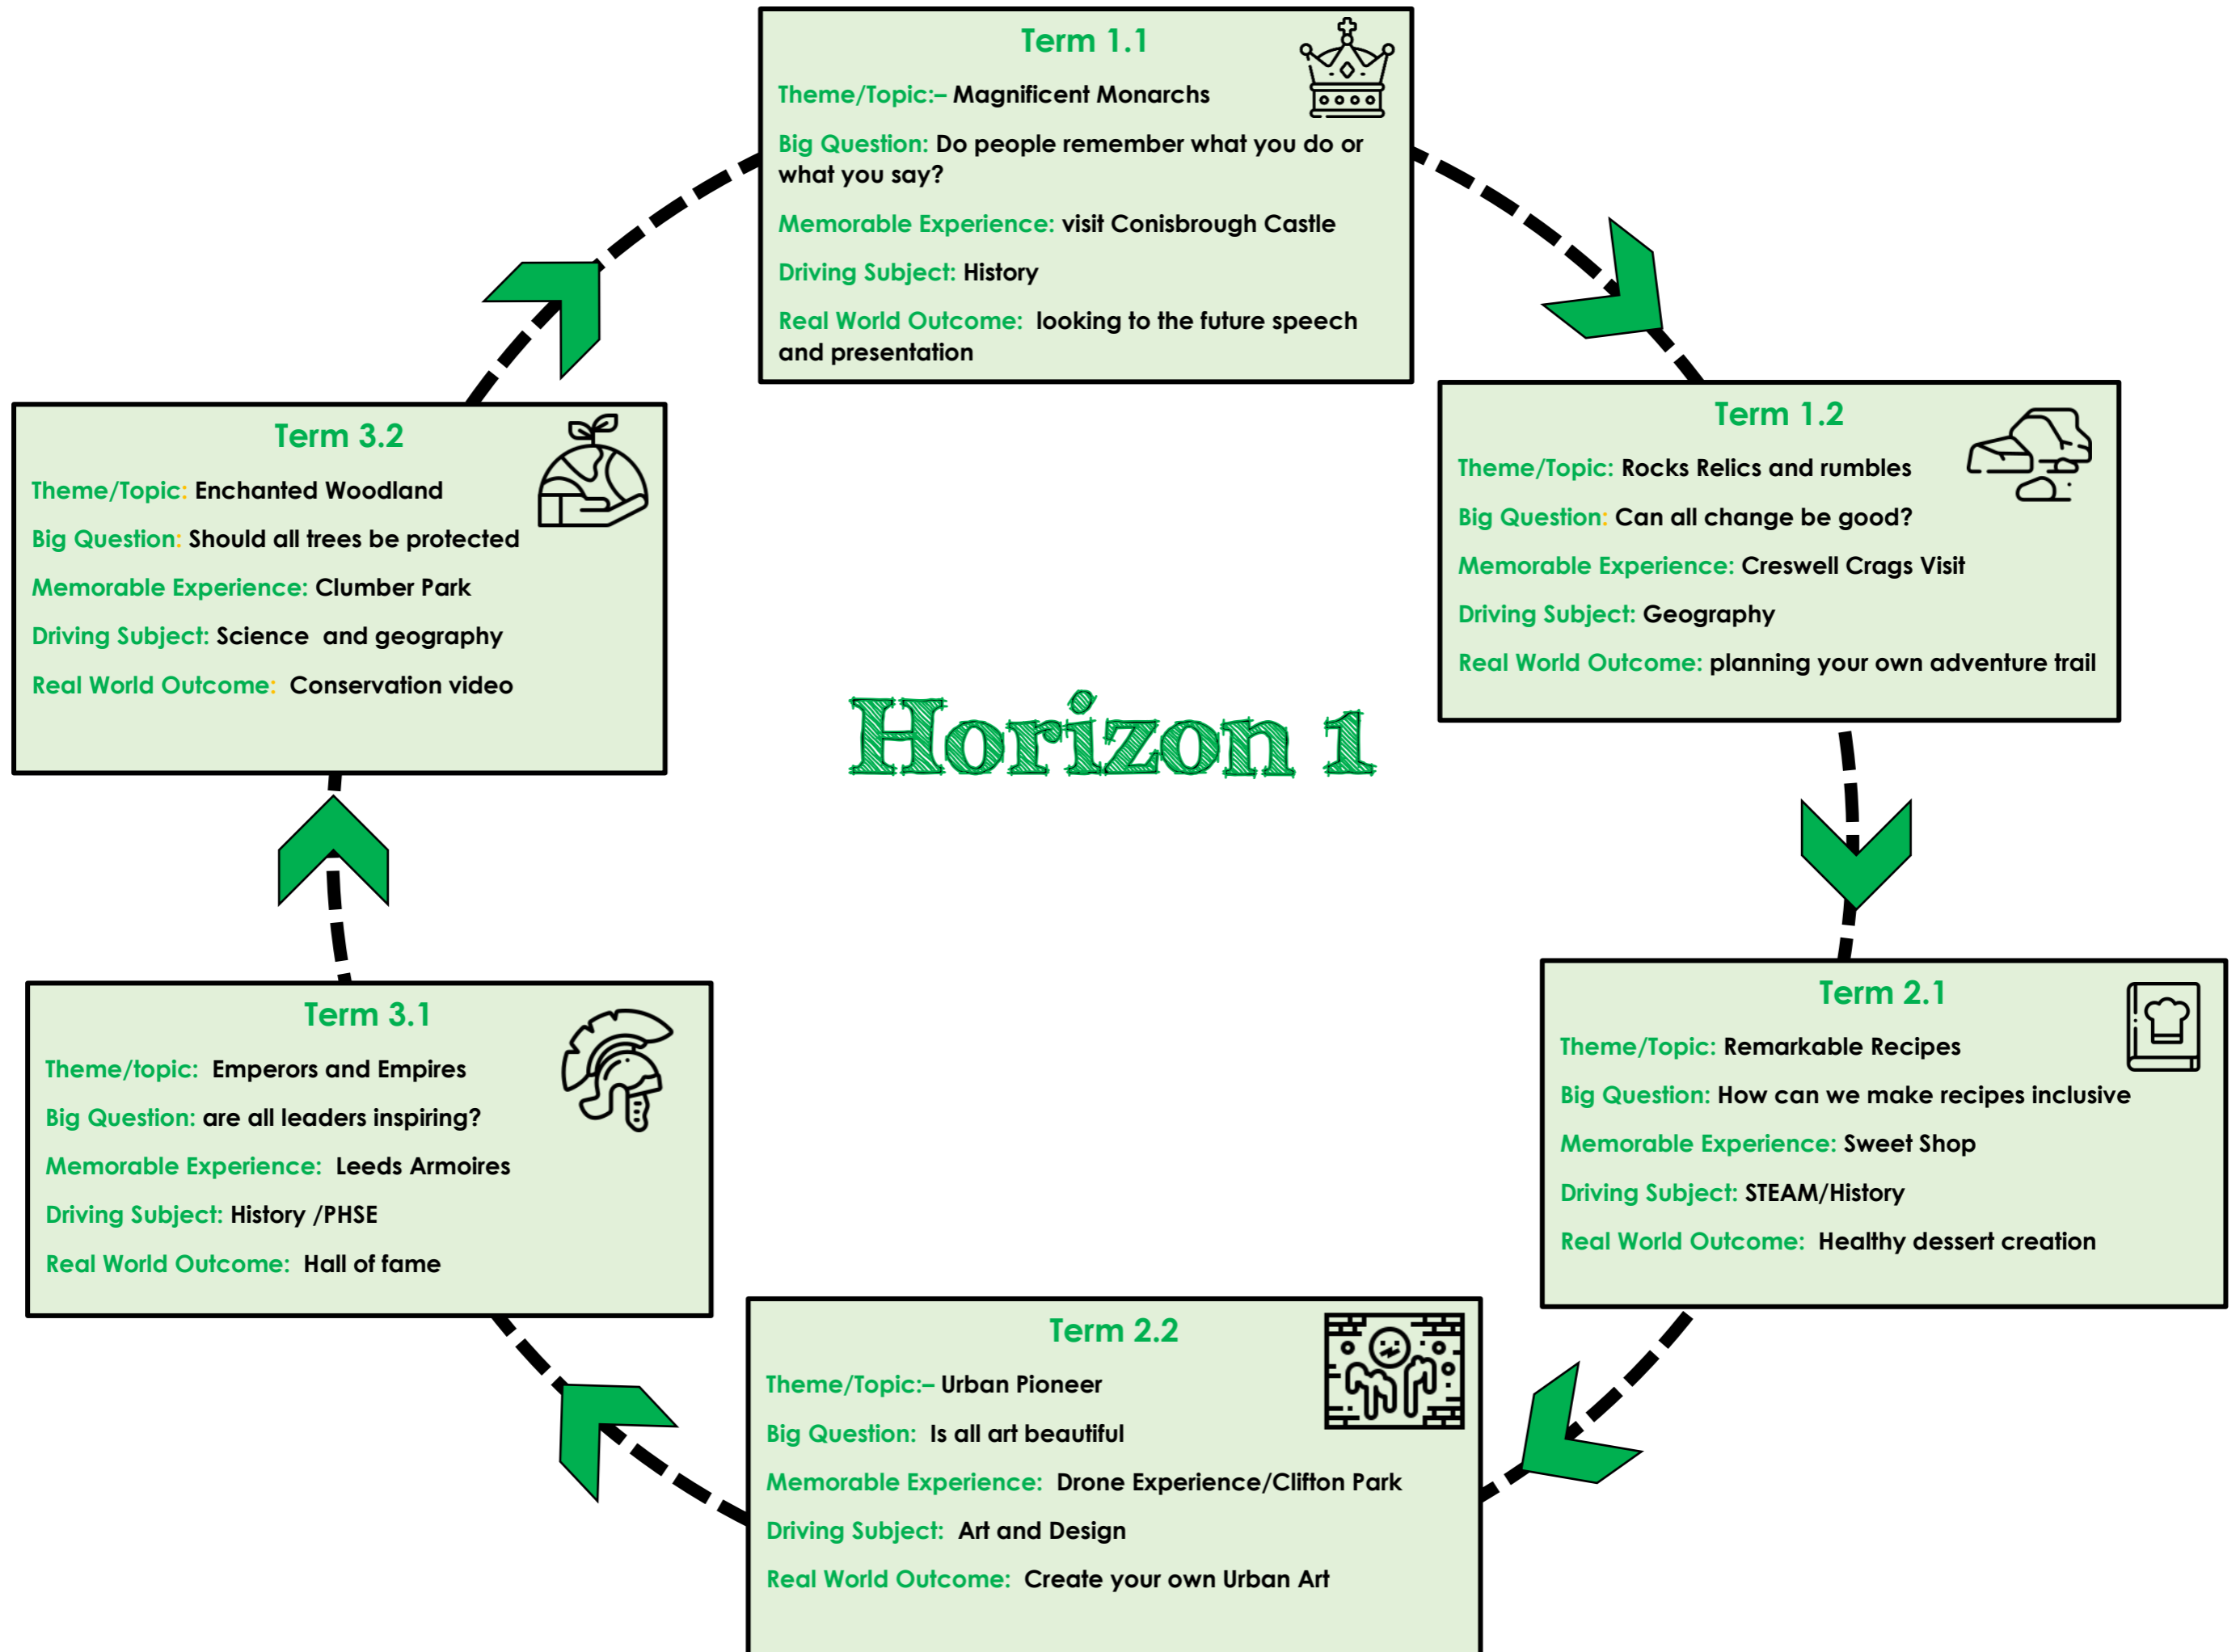 Term 1.1
Theme/Topic:– Magnificent Monarchs
Big Question: Do people remember what you do or
what you say?
Memorable Experience: visit Conisbrough Castle
Driving Subject: History
Real World Outcome: looking to the future speech
and presentation
Term 1.2
Theme/Topic: Rocks Relics and rumbles
Big Question: Can all change be good?
Memorable Experience: Creswell Crags Visit
Driving Subject: Geography
Real World Outcome: planning your own adventure trail
Term 2.1
Theme/Topic: Remarkable Recipes
Big Question: How can we make recipes inclusive
Memorable Experience: Sweet Shop
Driving Subject: STEAM/History
Real World Outcome: Healthy dessert creation
Term 2.2
Theme/Topic:– Urban Pioneer
Big Question: Is all art beautiful
Memorable Experience: Drone Experience/Clifton Park
Driving Subject: Art and Design
Real World Outcome: Create your own Urban Art
Term 3.1
Theme/topic: Emperors and Empires
Big Question: are all leaders inspiring?
Memorable Experience: Leeds Armoires
Driving Subject: History /PHSE
Real World Outcome: Hall of fame
Term 3.2
Theme/Topic: Enchanted Woodland
Big Question: Should all trees be protected
Memorable Experience: Clumber Park
Driving Subject: Science and geography
Real World Outcome: Conservation video
Horizon 1